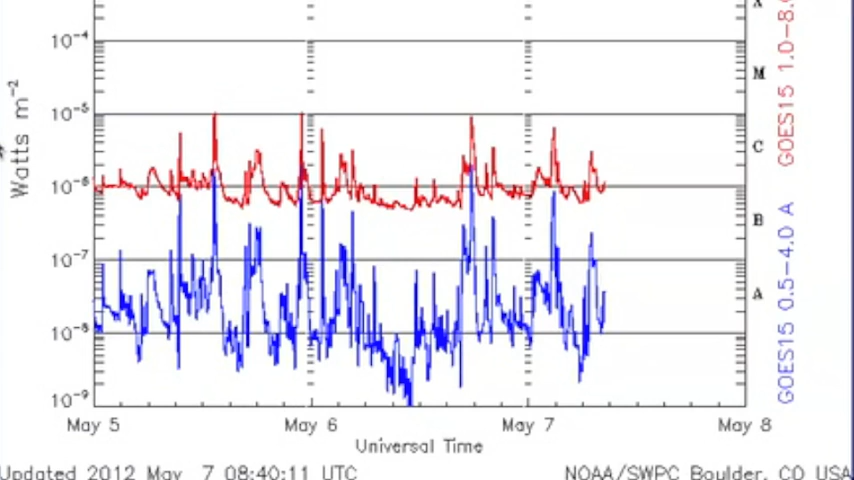 X
10⁻⁴
M
10⁻⁵
C
10⁻⁶
B
10⁻⁷
A
10⁻⁸
10⁻⁹
Watts m⁻²
GOES15 1.0-8.
GOES15 0.5-4.0 A
May 5 May 6 May 7 May 8
Universal Time
Updated 2012 May 7 08:40:11 UTC NOAA/SWPC Boulder, CO USA